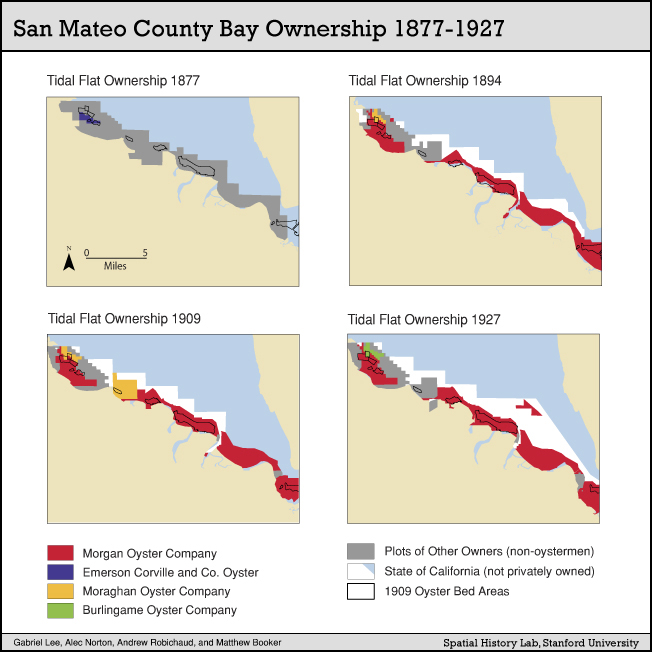 San Mateo County Bay Ownership 1877-1927
Tidal Flat Ownership 1877
Tidal Flat Ownership 1894
N
0 5
Miles
Tidal Flat Ownership 1909
Tidal Flat Ownership 1927
Morgan Oyster Company
Emerson Corville and Co. Oyster
Moraghan Oyster Company
Burlingame Oyster Company
Plots of Other Owners (non-oystermen)
State of California (not privately owned)
1909 Oyster Bed Areas
Gabriel Lee, Alec Norton, Andrew Robichaud, and Matthew Booker
Spatial History Lab, Stanford University